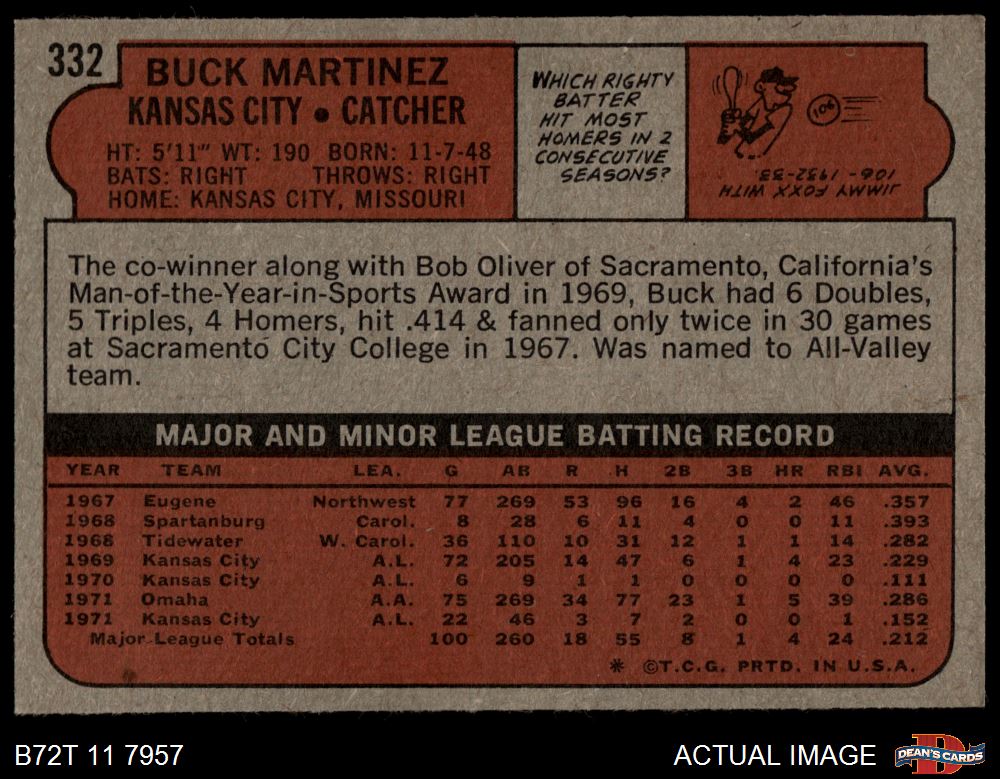 332
BUCK MARTINEZ
KANSAS CITY • CATCHER
HT: 5'11" WT: 190 BORN: 11-7-48
BATS: RIGHT THROWS: RIGHT
HOME: KANSAS CITY, MISSOURI
WHICH RIGHTY
BATTER
HIT MOST
HOMERS IN 2
CONSECUTIVE
SEASONS?
106
JIMMY FOXX WITH
106 - 1932-33.
The co-winner along with Bob Oliver of Sacramento, California's
Man-of-the-Year-in-Sports Award in 1969, Buck had 6 Doubles,
5 Triples, 4 Homers, hit .414 & fanned only twice in 30 games
at Sacramento City College in 1967. Was named to All-Valley
team.
MAJOR AND MINOR LEAGUE BATTING RECORD
YEAR TEAM LEA. G AB R H 2B 3B HR RBI AVG.
1967 Eugene Northwest 77 269 53 96 16 4 2 46 .357
1968 Spartanburg Carol. 8 28 6 11 4 0 0 11 .393
1968 Tidewater W. Carol. 36 110 10 31 12 1 1 14 .282
1969 Kansas City A.L. 72 205 14 47 6 1 4 23 .229
1970 Kansas City A.L. 6 9 1 1 0 0 0 0 .111
1971 Omaha A.A. 75 269 34 77 23 1 5 39 .286
1971 Kansas City A.L. 22 46 3 7 2 0 0 1 .152
Major League Totals 100 260 18 55 8 1 4 24 .212
* ©T.C.G. PRTD. IN U.S.A.
B72T 11 7957
ACTUAL IMAGE
DEAN'S CARDS